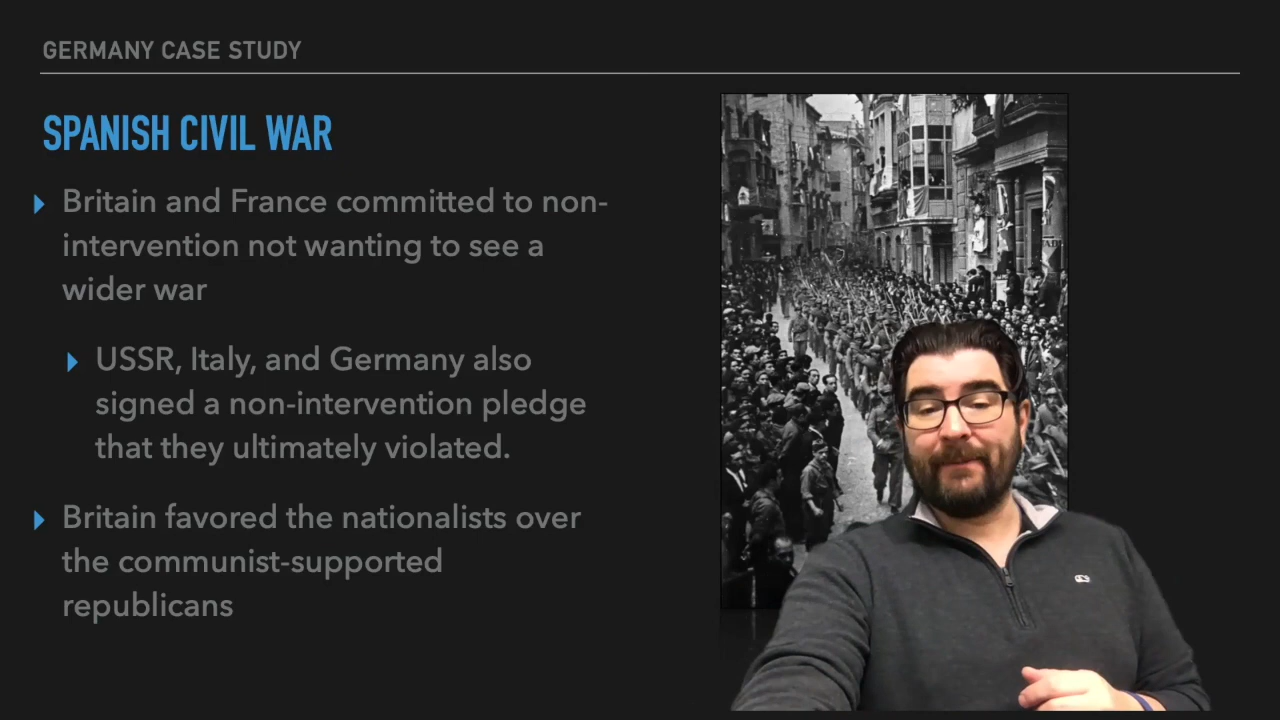 GERMANY CASE STUDY
SPANISH CIVIL WAR
Britain and France committed to non-
intervention not wanting to see a
wider war
USSR, Italy, and Germany also
signed a non-intervention pledge
that they ultimately violated.
Britain favored the nationalists over
the communist-supported
republicans